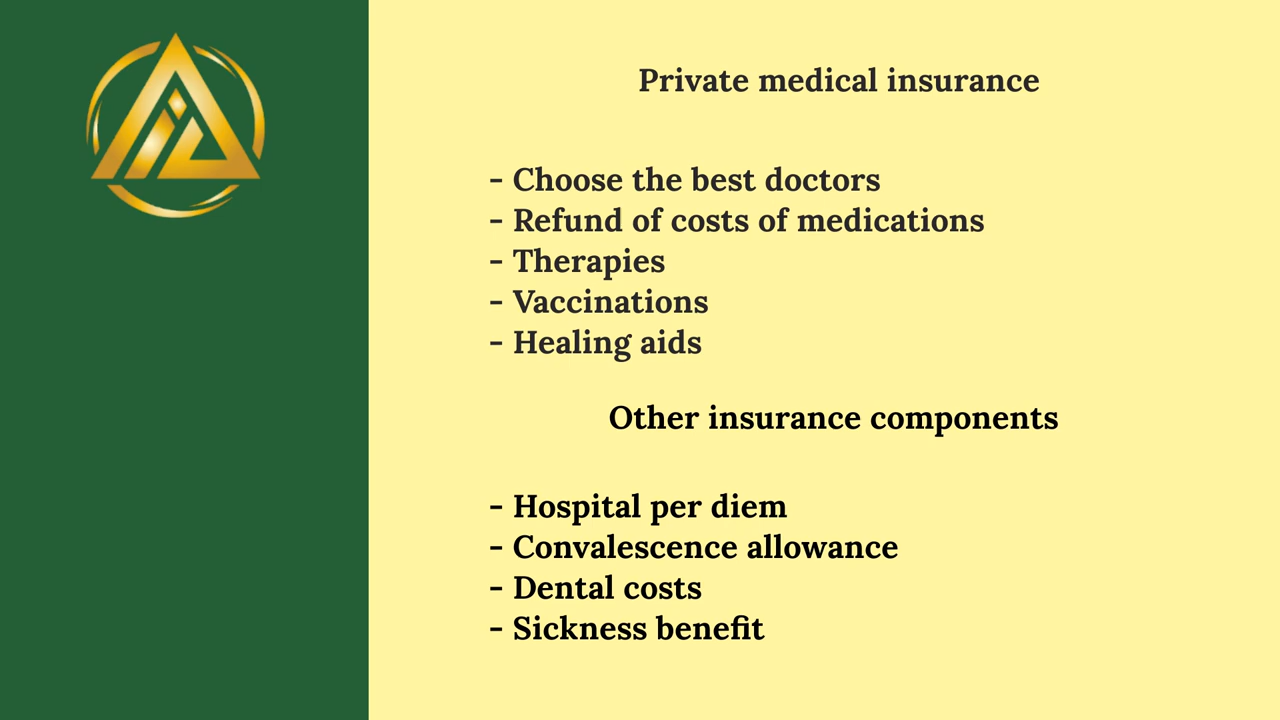 Private medical insurance
- Choose the best doctors
- Refund of costs of medications
- Therapies
- Vaccinations
- Healing aids
Other insurance components
- Hospital per diem
- Convalescence allowance
- Dental costs
- Sickness benefit